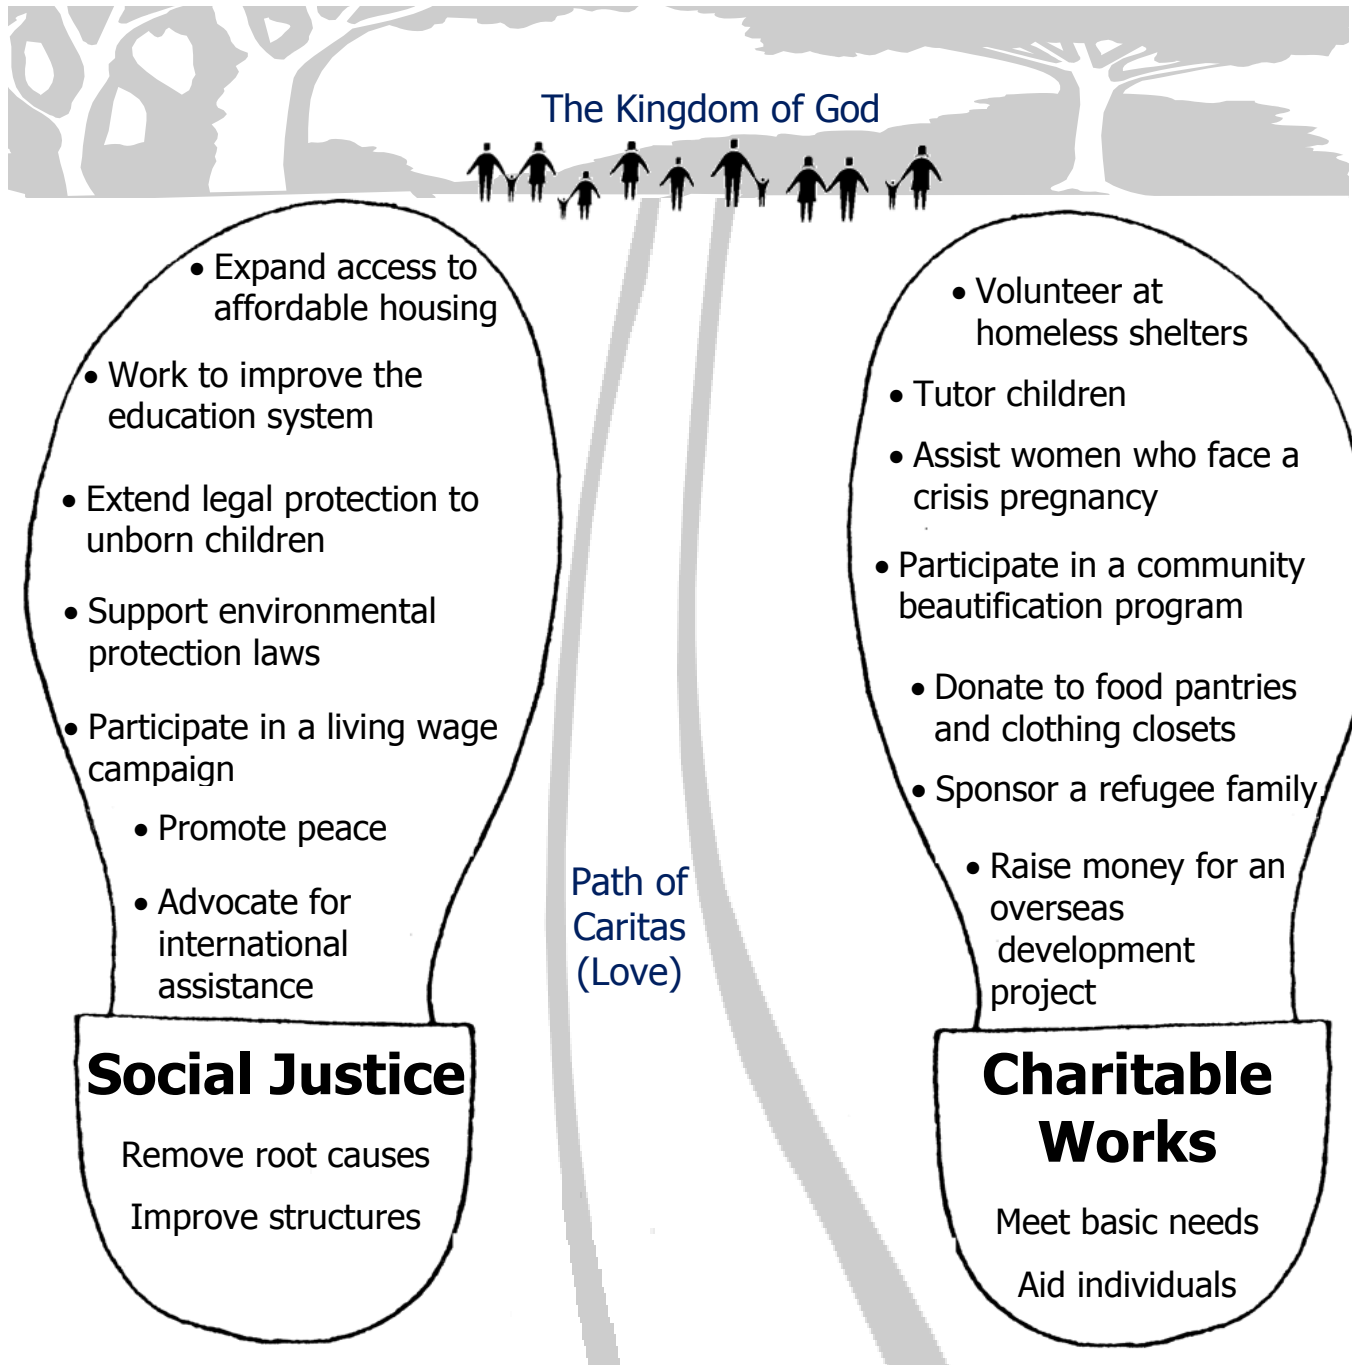 The Kingdom of God
• Expand access to
affordable housing
• Work to improve the
education system
• Extend legal protection to
unborn children
• Support environmental
protection laws
• Participate in a living wage
campaign
• Promote peace
• Advocate for
international
assistance
Social Justice
Remove root causes
Improve structures
Path of
Caritas
(Love)
• Volunteer at
homeless shelters
• Tutor children
• Assist women who face a
crisis pregnancy
• Participate in a community
beautification program
• Donate to food pantries
and clothing closets
• Sponsor a refugee family
• Raise money for an
overseas
development
project
Charitable
Works
Meet basic needs
Aid individuals